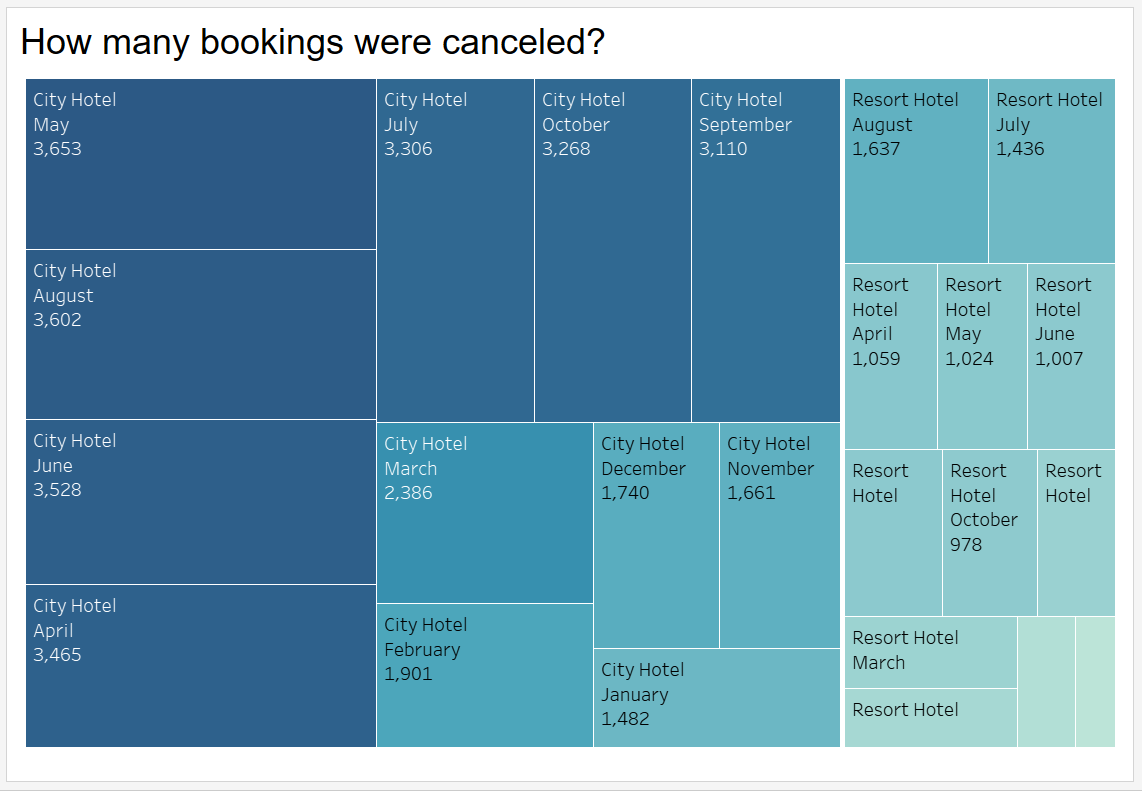 How many bookings were canceled?
City Hotel
May
3,653
City Hotel
August
3,602
City Hotel
June
3,528
City Hotel
April
3,465
City Hotel
July
3,306
City Hotel
October
3,268
City Hotel
September
3,110
City Hotel
March
2,386
City Hotel
February
1,901
City Hotel
December
1,740
City Hotel
November
1,661
City Hotel
January
1,482
Resort Hotel
August
1,637
Resort Hotel
July
1,436
Resort
Hotel
April
1,059
Resort
Hotel
May
1,024
Resort
Hotel
June
1,007
Resort
Hotel
Resort
Hotel
October
978
Resort
Hotel
Resort Hotel
March
Resort Hotel